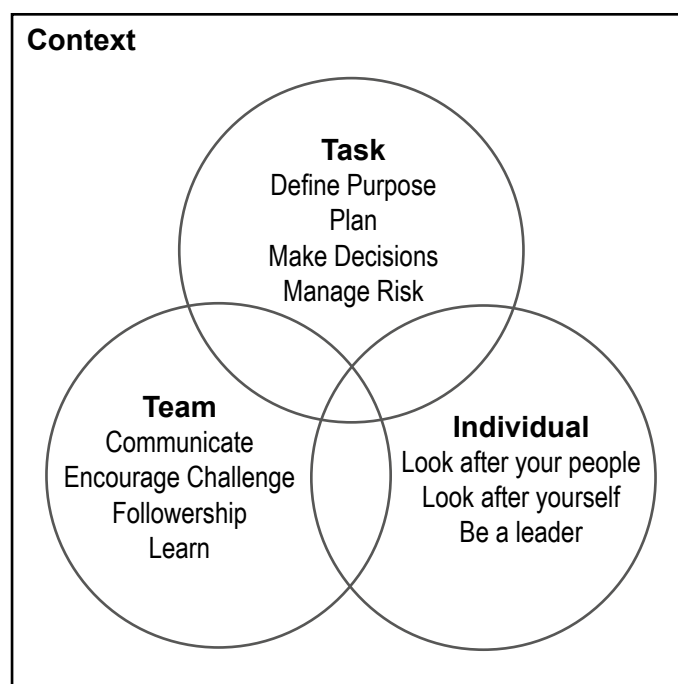 Context
Task
Define Purpose
Plan
Make Decisions
Manage Risk
Team
Communicate
Encourage Challenge
Followership
Learn
Individual
Look after your people
Look after yourself
Be a leader